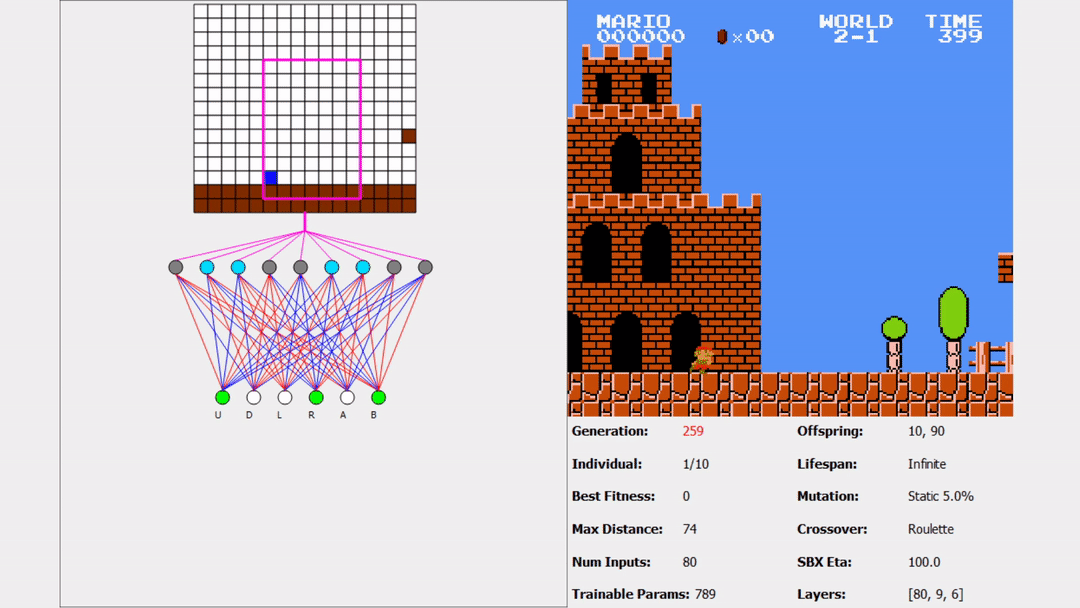 MARIO WORLD TIME
000000 ×00 2-1 399
U D L R A B
Generation: 259 Offspring: 10, 90
Individual: 1/10 Lifespan: Infinite
Best Fitness: 0 Mutation: Static 5.0%
Max Distance: 74 Crossover: Roulette
Num Inputs: 80 SBX Eta: 100.0
Trainable Params: 789 Layers: [80, 9, 6]